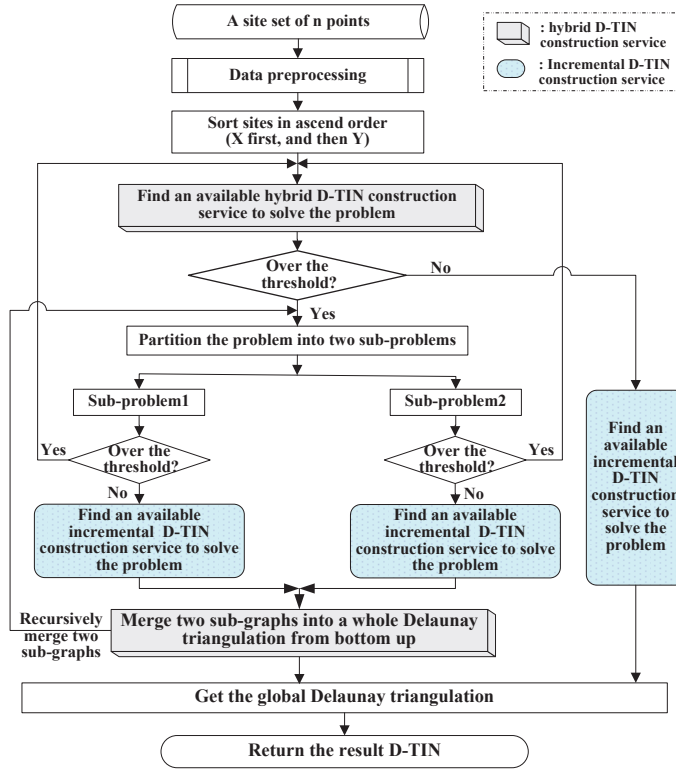 A site set of n points
: hybrid D-TIN
construction service
: Incremental D-TIN
construction service
Data preprocessing
Sort sites in ascend order
(X first, and then Y)
Find an available hybrid D-TIN construction
service to solve the problem
Over the
threshold?
No
Yes
Partition the problem into two sub-problems
Sub-problem1
Sub-problem2
Yes
Over the
threshold?
Over the
threshold?
Yes
No
No
Find an available
incremental D-TIN
construction service to solve
the problem
Find an available
incremental D-TIN
construction service to solve
the problem
Find an
available
incremental
D-TIN
construction
service to
solve the
problem
Recursively
merge two
sub-graphs
Merge two sub-graphs into a whole Delaunay
triangulation from bottom up
Get the global Delaunay triangulation
Return the result D-TIN